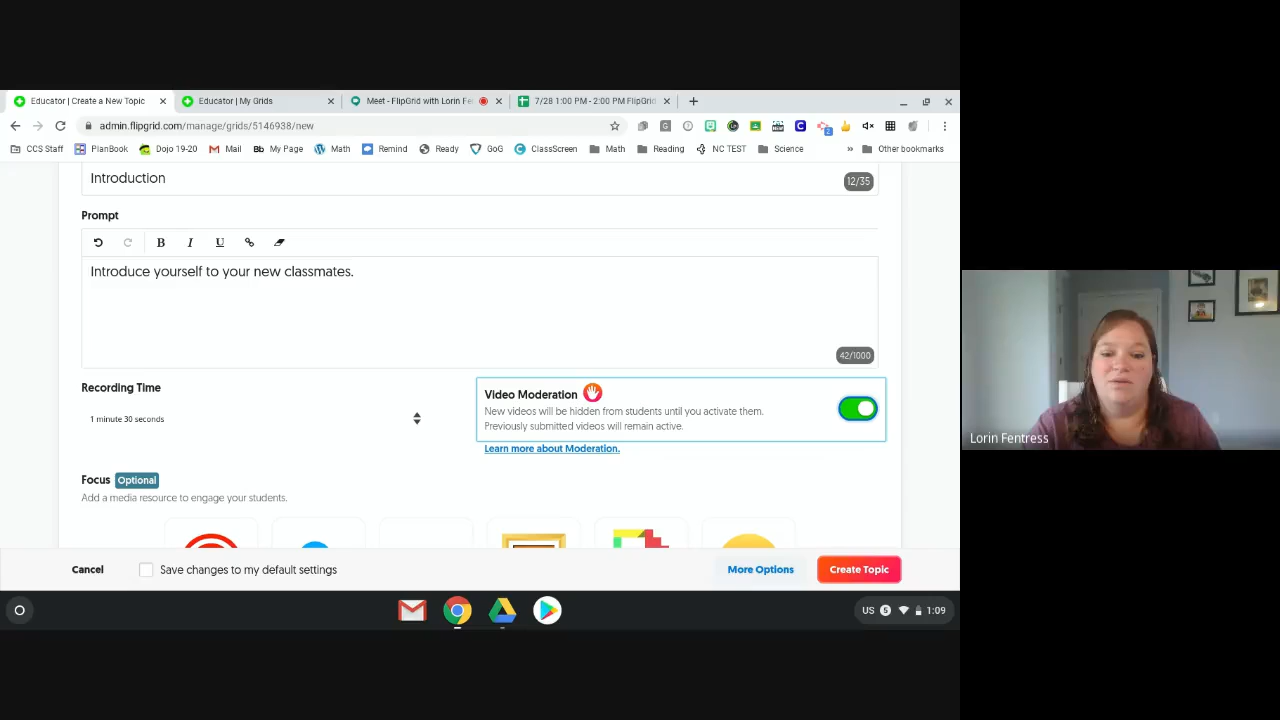 Educator | Create a New Topic
Educator | My Grids
Meet - FlipGrid with Lorin Fe
7/28 1:00 PM - 2:00 PM FlipGrid
admin.flipgrid.com/manage/grids/5146938/new
CCS Staff PlanBook Dojo 19-20 Mail Bb My Page Math Remind Ready GoG ClassScreen Math Reading NC TEST Science » Other bookmarks
Introduction
12/35
Prompt
B I U
Introduce yourself to your new classmates.
42/1000
Recording Time
1 minute 30 seconds
Video Moderation
New videos will be hidden from students until you activate them.
Previously submitted videos will remain active.
Learn more about Moderation.
Focus Optional
Add a media resource to engage your students.
Cancel
Save changes to my default settings
More Options
Create Topic
US 5 1:09
Lorin Fentress